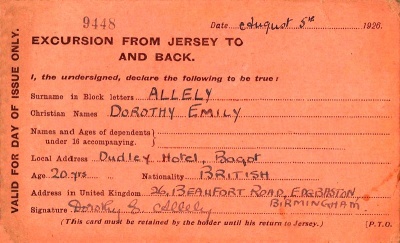 9448
Date August 5th 1926.
EXCURSION FROM JERSEY TO
AND BACK.
I, the undersigned, declare the following to be true:
Surname in Block letters ALLELY
Christian Names DOROTHY EMILY
Names and Ages of dependents
under 16 accompanying.
Local Address Dudley Hotel, Bagot
Age 20 yrs Nationality BRITISH
Address in United Kingdom 26, BEAUFORT ROAD, EDGBASTON,
BIRMINGHAM
Signature Dorothy E Allely
(This card must be retained by the holder until his return to Jersey.) [P.T.O.
VALID FOR DAY OF ISSUE ONLY.